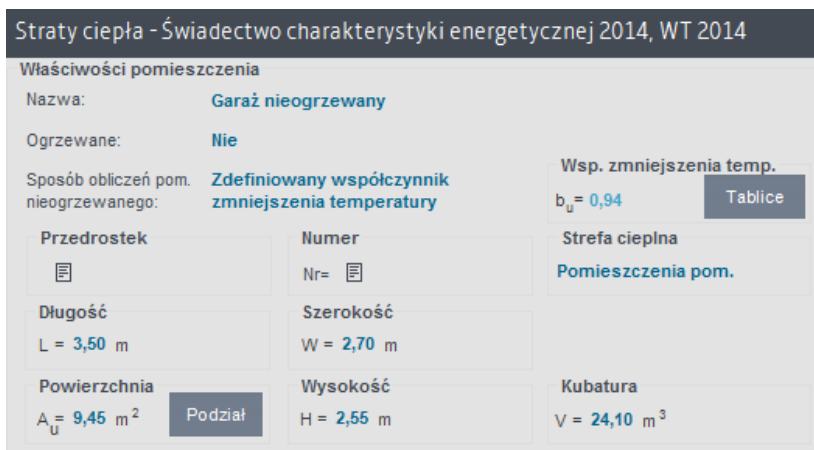 Straty ciepła - Świadectwo charakterystyki energetycznej 2014, WT 2014
Właściwości pomieszczenia
Nazwa: Garaż nieogrzewany
Ogrzewane: Nie
Sposób obliczeń pom. nieogrzewanego: Zdefiniowany współczynnik zmniejszenia temperatury
Wsp. zmniejszenia temp.
bu= 0,94 Tablice
Przedrostek Numer Strefa cieplna
Nr= Pomieszczenia pom.
Długość Szerokość
L = 3,50 m W = 2,70 m
Powierzchnia Wysokość Kubatura
Au= 9,45 m² Podział H = 2,55 m V = 24,10 m³